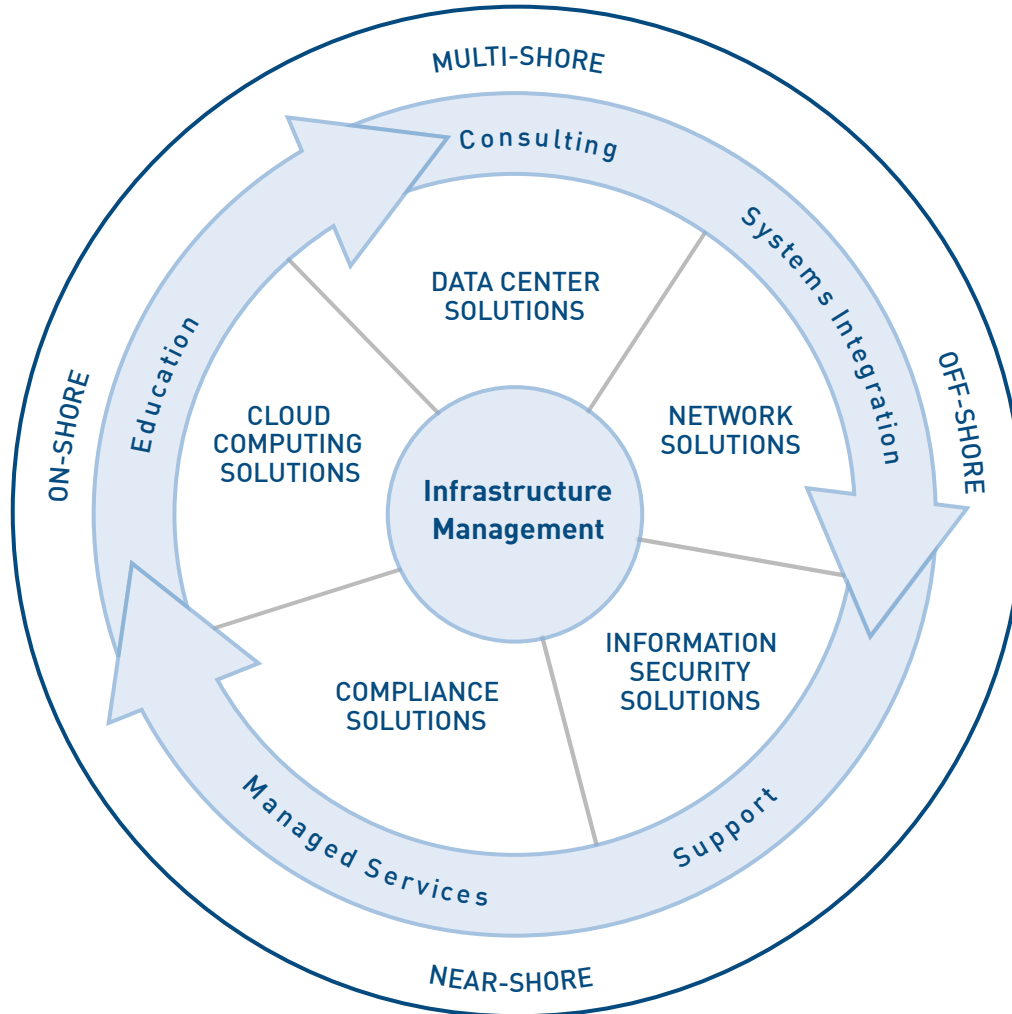 MULTI-SHORE
Consulting
Systems Integration
DATA CENTER
SOLUTIONS
OFF-SHORE
Education
ON-SHORE
CLOUD
COMPUTING
SOLUTIONS
NETWORK
SOLUTIONS
Infrastructure
Management
INFORMATION
SECURITY
SOLUTIONS
COMPLIANCE
SOLUTIONS
Managed Services
Support
NEAR-SHORE